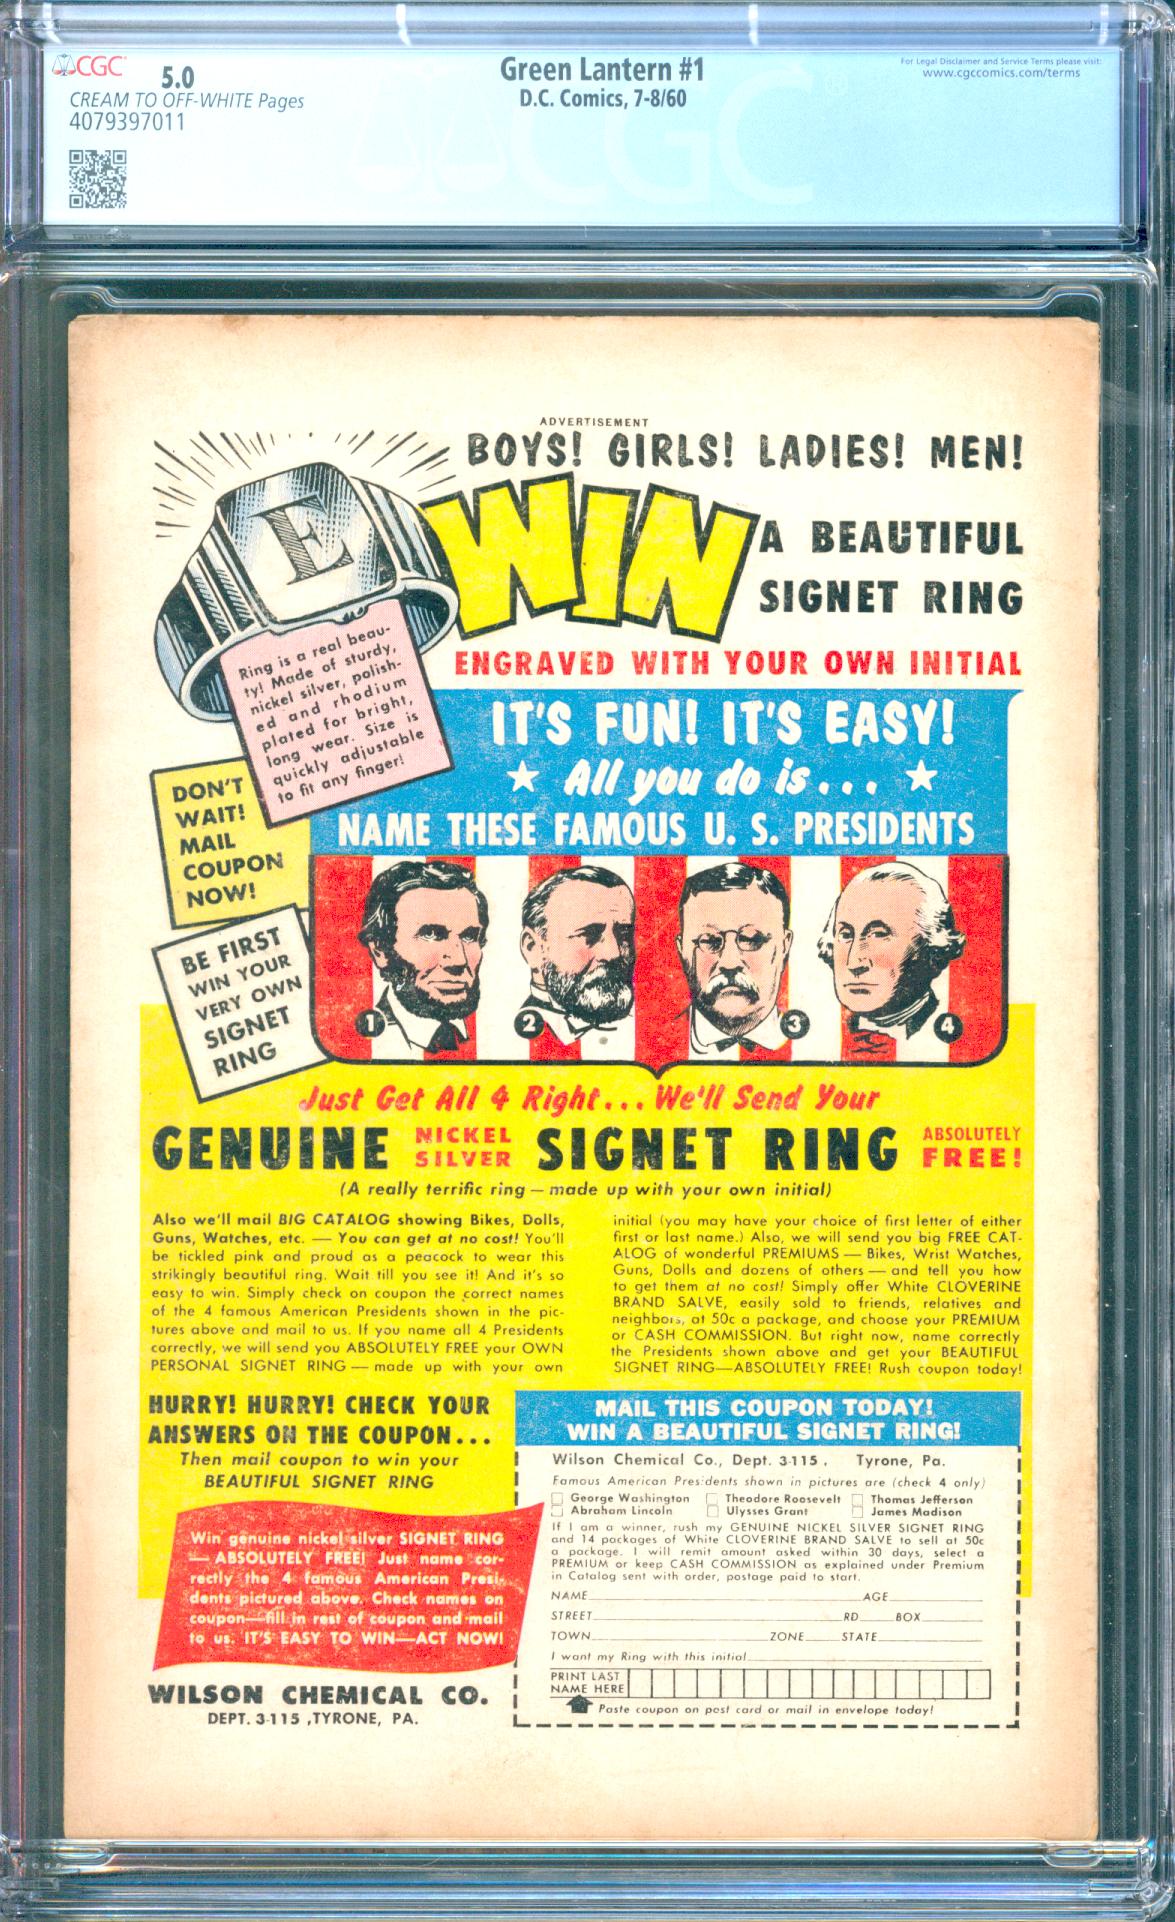 CGC
5.0
CREAM TO OFF-WHITE Pages
4079397011
Green Lantern #1
D.C. Comics, 7-8/60
For Legal Disclaimer and Service Terms please visit:
www.cgccomics.com/terms
CGC
ADVERTISEMENT
BOYS! GIRLS! LADIES! MEN!
WIN
A BEAUTIFUL
SIGNET RING
ENGRAVED WITH YOUR OWN INITIAL
E
Ring is a real beau-
ty! Made of sturdy,
nickel silver, polish-
ed and rhodium
plated for bright,
long wear. Size is
quickly adjustable
to fit any finger!
DON'T
WAIT!
MAIL
COUPON
NOW!
BE FIRST
WIN YOUR
VERY OWN
SIGNET
RING
IT'S FUN! IT'S EASY!
★ All you do is... ★
NAME THESE FAMOUS U. S. PRESIDENTS
1
2
3
4
Just Get All 4 Right... We'll Send Your
GENUINE NICKEL SILVER SIGNET RING ABSOLUTELY FREE!
(A really terrific ring — made up with your own initial)
Also we'll mail BIG CATALOG showing Bikes, Dolls,
Guns, Watches, etc. — You can get at no cost! You'll
be tickled pink and proud as a peacock to wear this
strikingly beautiful ring. Wait till you see it! And it's so
easy to win. Simply check on coupon the correct names
of the 4 famous American Presidents shown in the pic-
tures above and mail to us. If you name all 4 Presidents
correctly, we will send you ABSOLUTELY FREE your OWN
PERSONAL SIGNET RING — made up with your own
initial (you may have your choice of first letter of either
first or last name.) Also, we will send you big FREE CAT-
ALOG of wonderful PREMIUMS — Bikes, Wrist Watches,
Guns, Dolls and dozens of others — and tell you how
to get them at no cost! Simply offer White CLOVERINE
BRAND SALVE, easily sold to friends, relatives and
neighbors, at 50c a package, and choose your PREMIUM
or CASH COMMISSION. But right now, name correctly
the Presidents shown above and get your BEAUTIFUL
SIGNET RING—ABSOLUTELY FREE! Rush coupon today!
HURRY! HURRY! CHECK YOUR
ANSWERS ON THE COUPON...
Then mail coupon to win your
BEAUTIFUL SIGNET RING
Win genuine nickel silver SIGNET RING
— ABSOLUTELY FREE! Just name cor-
rectly the 4 famous American Presi-
dents pictured above. Check names on
coupon—fill in rest of coupon and mail
to us. IT'S EASY TO WIN—ACT NOW!
WILSON CHEMICAL CO.
DEPT. 3-115, TYRONE, PA.
MAIL THIS COUPON TODAY!
WIN A BEAUTIFUL SIGNET RING!
Wilson Chemical Co., Dept. 3-115, Tyrone, Pa.
Famous American Presidents shown in pictures are (check 4 only)
George Washington Theodore Roosevelt Thomas Jefferson
Abraham Lincoln Ulysses Grant James Madison
If I am a winner, rush my GENUINE NICKEL SILVER SIGNET RING
and 14 packages of White CLOVERINE BRAND SALVE to sell at 50c
a package. I will remit amount asked within 30 days, select a
PREMIUM or keep CASH COMMISSION as explained under Premium
in Catalog sent with order, postage paid to start.
NAME AGE
STREET RD BOX
TOWN ZONE STATE
I want my Ring with this initial
PRINT LAST
NAME HERE
Paste coupon on post card or mail in envelope today!